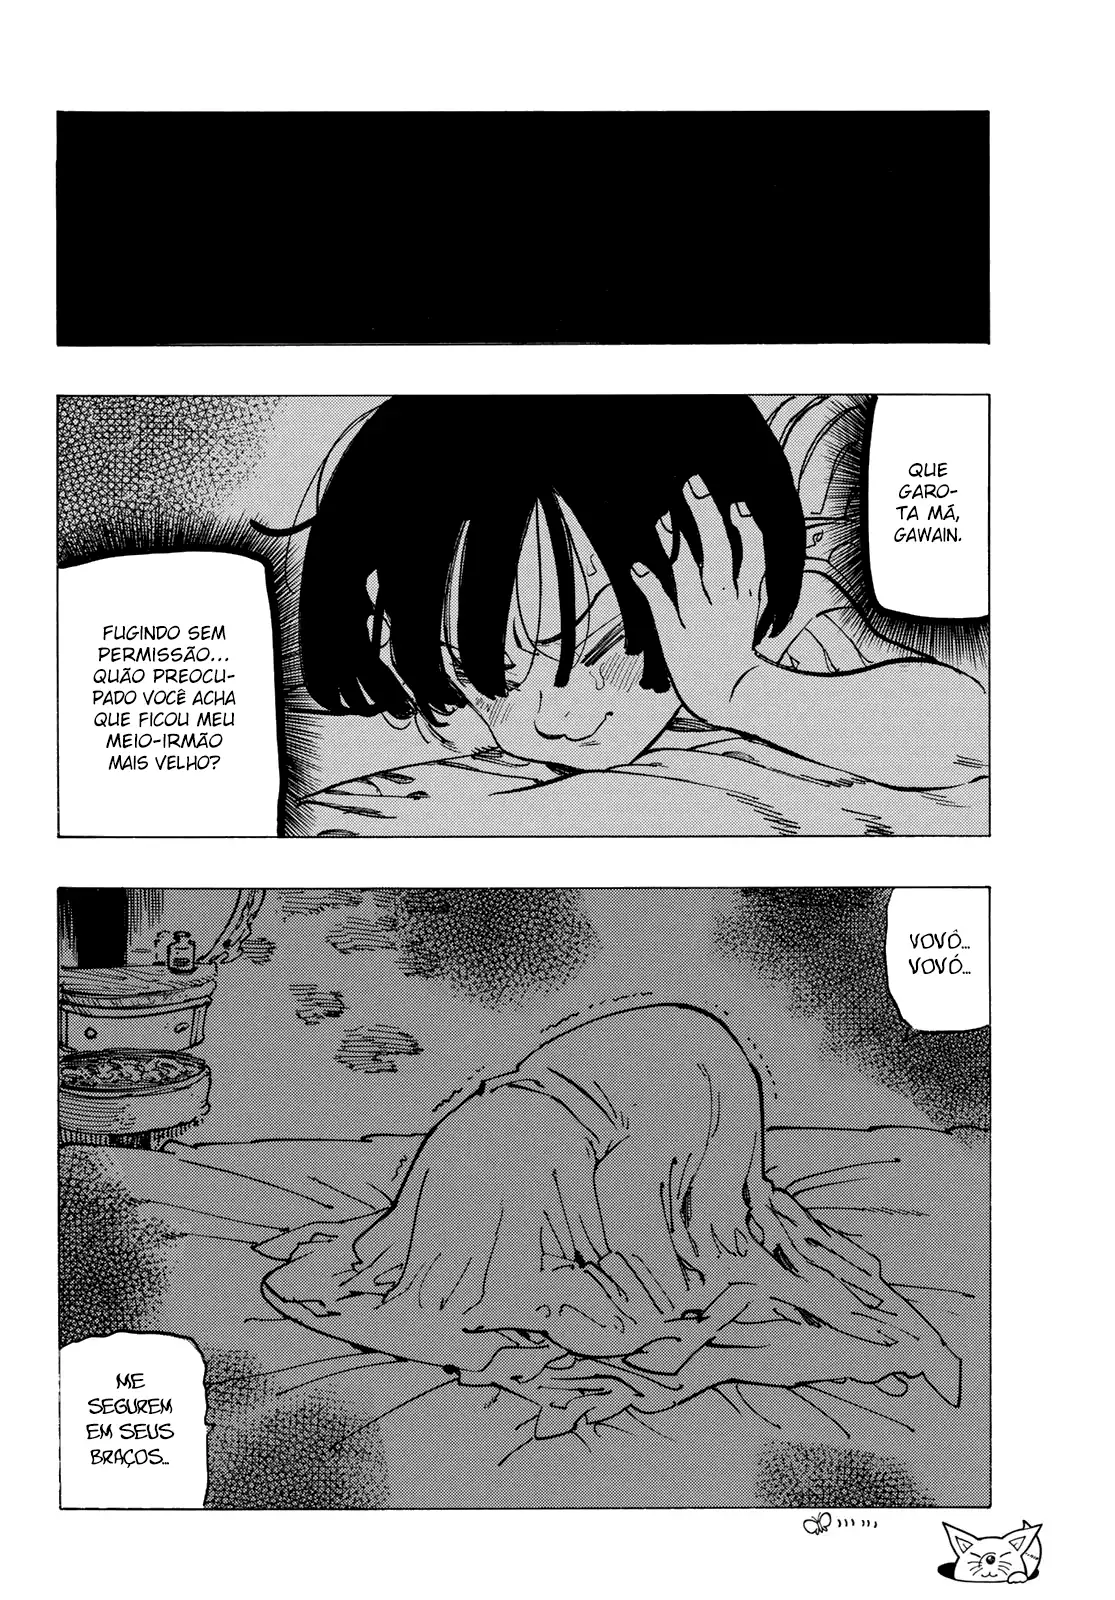 QUE
GARO-
TA MÁ,
GAWAIN.
FUGINDO SEM
PERMISSÃO...
QUÃO PREOCU-
PADO VOCÊ ACHA
QUE FICOU MEU
MEIO-IRMÃO
MAIS VELHO?
VOVÔ...
VOVÓ...
ME
SEGUREM
EM SEUS
BRAÇOS...